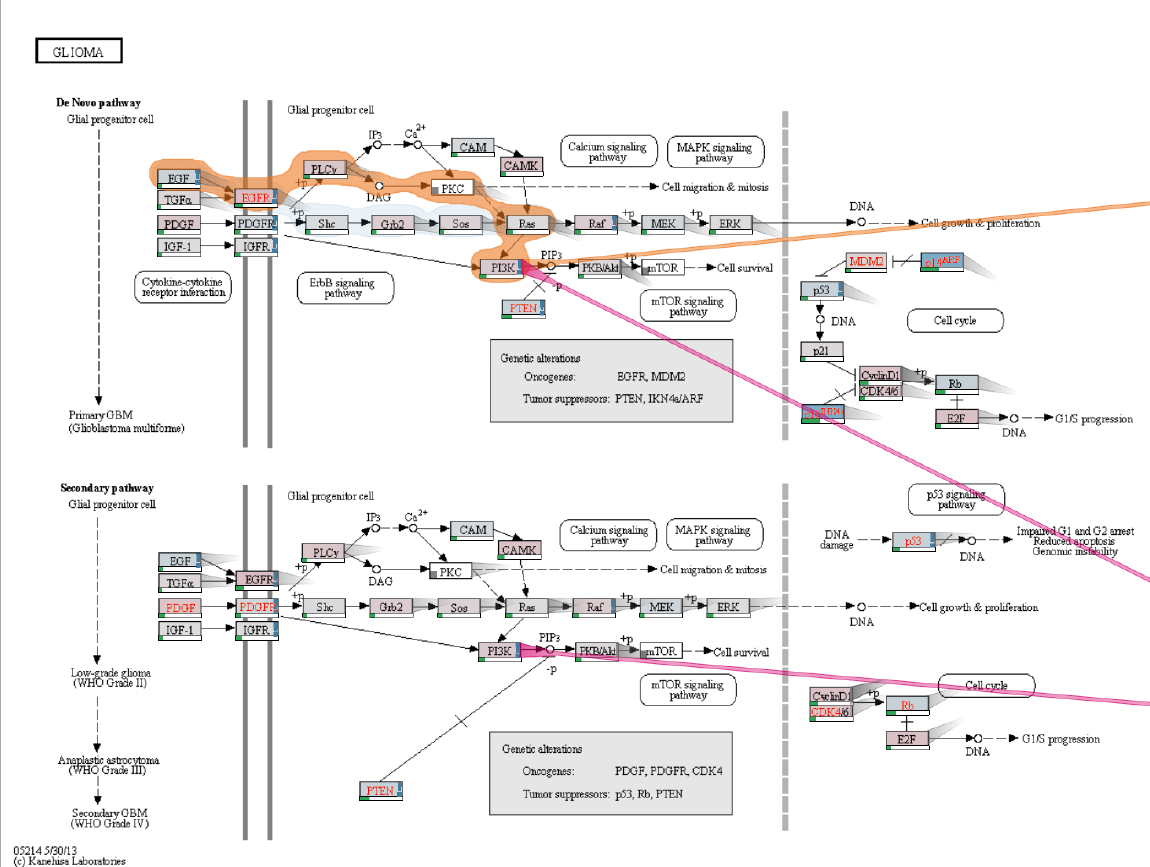 GLIOMA
De Novo pathway
Glial progenitor cell
Glial progenitor cell
IP3
Ca2+
CAM
CAMK
Calcium signaling
pathway
MAPK signaling
pathway
EGF
TGFα
EGFR
PLCγ
DAG
PKC
Cell migration & mitosis
+p
+p
PDGF
PDGFR
Shc
Grb2
Sos
Ras
Raf
+p
MEK
+p
ERK
DNA
Cell growth & proliferation
IGF-1
IGFR
PI3K
PIP3
PKB/Akt
+p
mTOR
Cell survival
-p
PTEN
Cytokine-cytokine
receptor interaction
ErbB signaling
pathway
mTOR signaling
pathway
MDM2
p14ARF
p53
DNA
Cell cycle
p21
CyclinD1
CDK4/6
+p
Rb
E2F
DNA
G1/S progression
Genetic alterations
Oncogenes: EGFR, MDM2
Tumor suppressors: PTEN, IKN4a/ARF
Primary GBM
(Glioblastoma multiforme)
Secondary pathway
Glial progenitor cell
Glial progenitor cell
IP3
Ca2+
CAM
CAMK
Calcium signaling
pathway
MAPK signaling
pathway
p53 signaling
pathway
DNA
damage
p53
DNA
Impaired G1 and G2 arrest
Reduced apoptosis
Genomic instability
EGF
TGFα
EGFR
PLCγ
DAG
PKC
Cell migration & mitosis
+p
+p
PDGF
PDGFR
Shc
Grb2
Sos
Ras
Raf
+p
MEK
+p
ERK
DNA
Cell growth & proliferation
IGF-1
IGFR
PI3K
PIP3
PKB/Akt
+p
mTOR
Cell survival
-p
mTOR signaling
pathway
Low-grade glioma
(WHO Grade II)
CyclinD1
CDK4/6
+p
Rb
Cell cycle
E2F
DNA
G1/S progression
Anaplastic astrocytoma
(WHO Grade III)
PTEN
Genetic alterations
Oncogenes: PDGF, PDGFR, CDK4
Tumor suppressors: p53, Rb, PTEN
Secondary GBM
(WHO Grade IV)
05214 5/30/13
(c) Kanehisa Laboratories